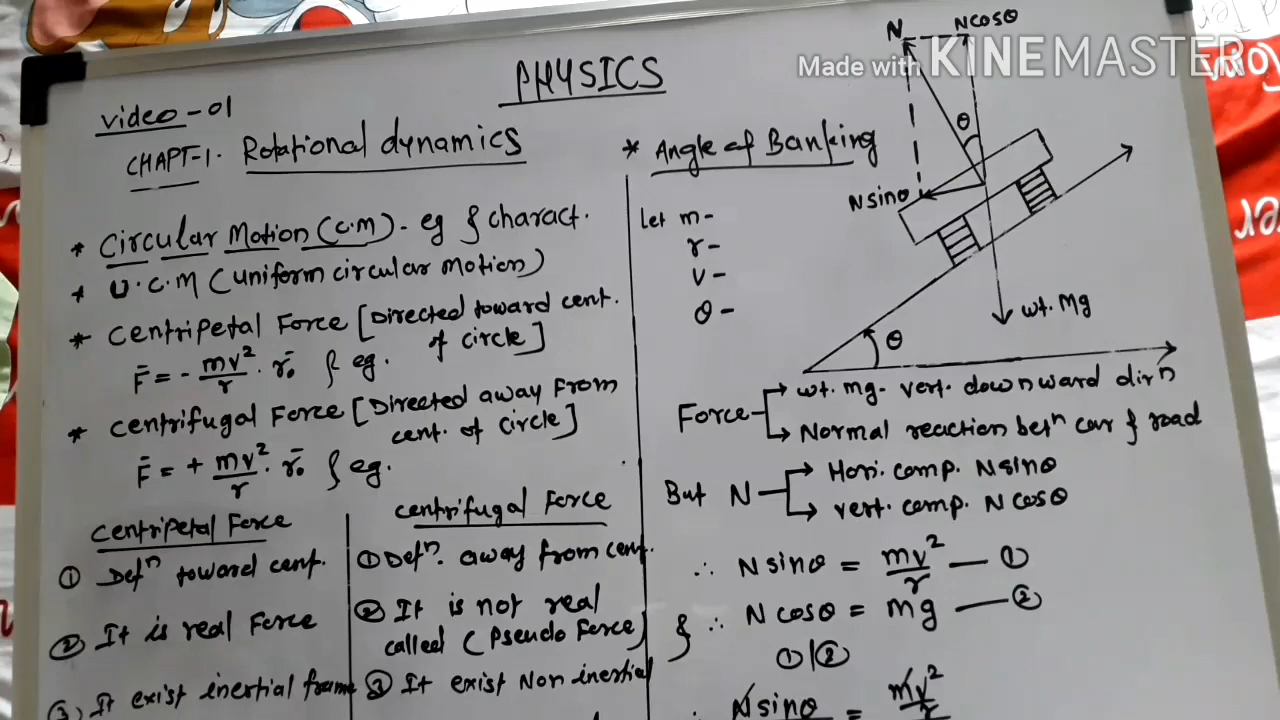 PHYSICS
Made with KINEMASTER
video-01
CHAPT-1. Rotational dynamics
* Circular Motion (C.M) - eg & charact.
* U.C.M (uniform circular motion)
* Centripetal Force [Directed toward cent. of circle]
F̄ = - mv²/r · r̄₀ & eg.
* Centrifugal Force [Directed away From cent. of circle]
F̄ = + mv²/r · r̄₀ & eg.
Centripetal Force
① Defⁿ toward cent.
② It is real Force
③ It exist inertial frame
Centrifugal Force
① Defⁿ. away from cent.
② It is not real
called (Pseudo Force)
③ It exist Non inertial
* Angle of Banking
N
Ncosθ
θ
Nsinθ
wt. Mg
θ
Let m-
r-
v-
θ-
Force
wt. mg- vert. downward dirⁿ
Normal reaction betⁿ car & road
But N
Hori. comp. Nsinθ
vert. comp. N cosθ
∴ Nsinθ = mv²/r — ①
& ∴ N cosθ = mg — ②
①|②
∴ Nsinθ = mv²/r